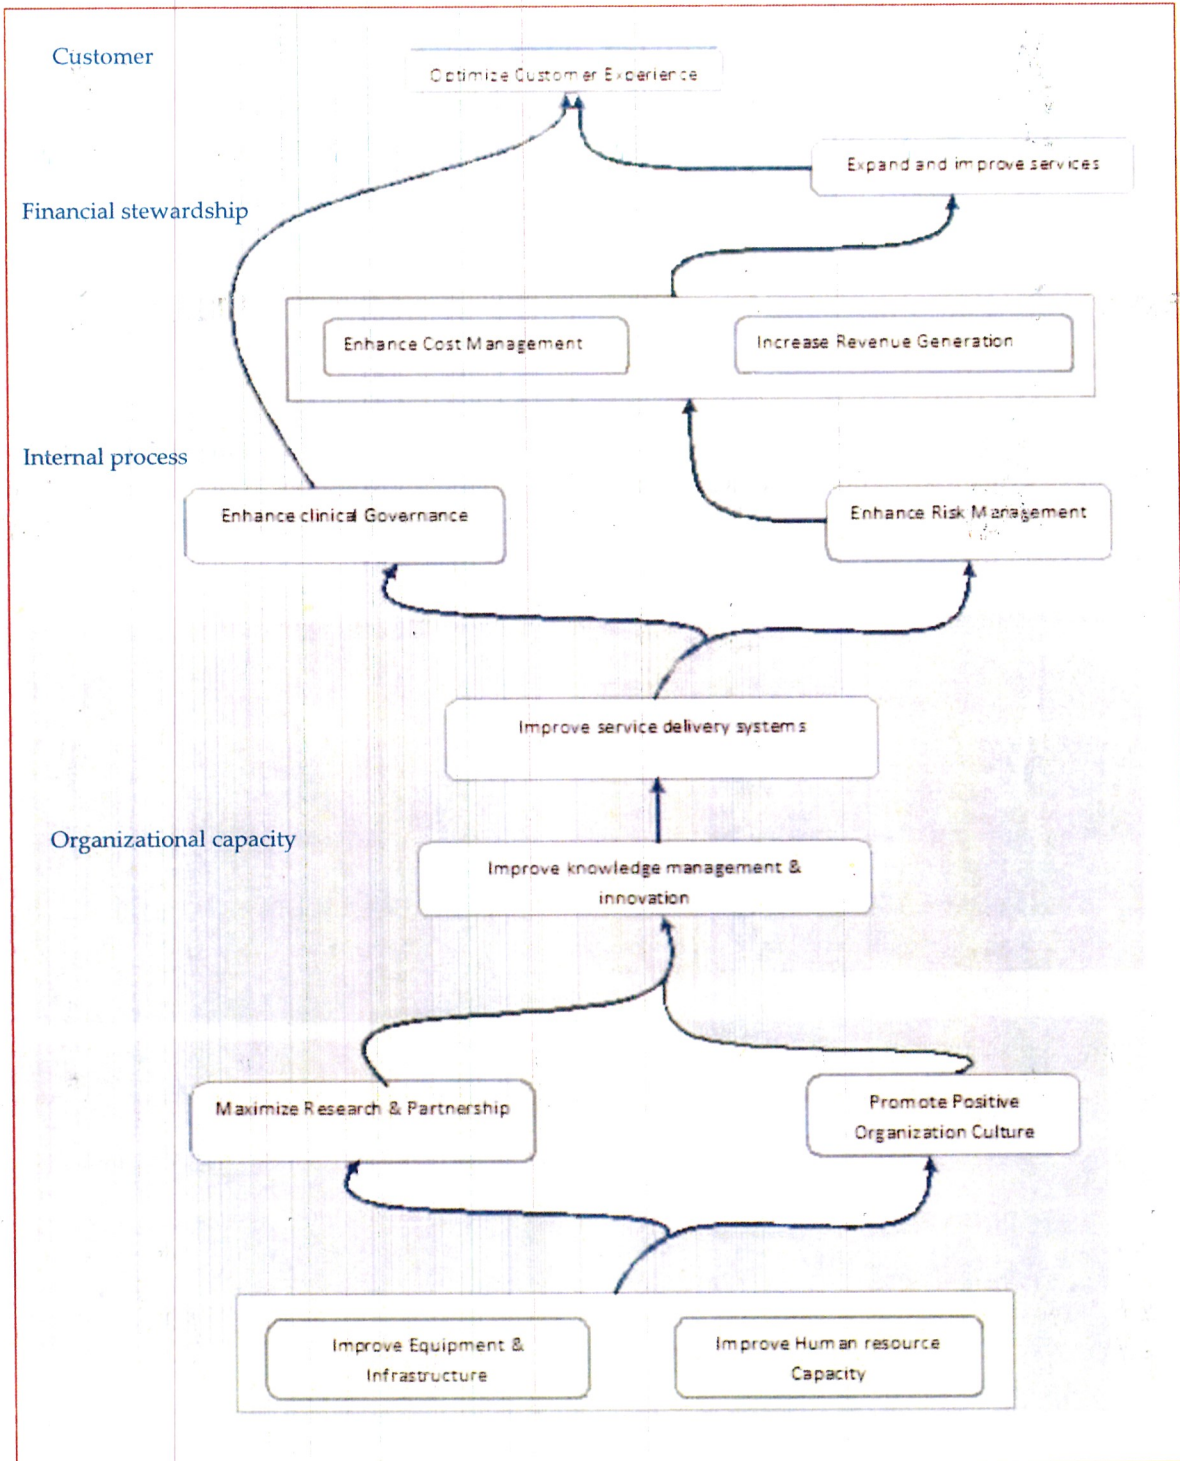 Customer
Optimize Customer Experience
Expand and improve services
Financial stewardship
Enhance Cost Management
Increase Revenue Generation
Internal process
Enhance clinical Governance
Enhance Risk Management
Improve service delivery systems
Organizational capacity
Improve knowledge management &
innovation
Maximize Research & Partnership
Promote Positive
Organization Culture
Improve Equipment &
Infrastructure
Improve Human resource
Capacity